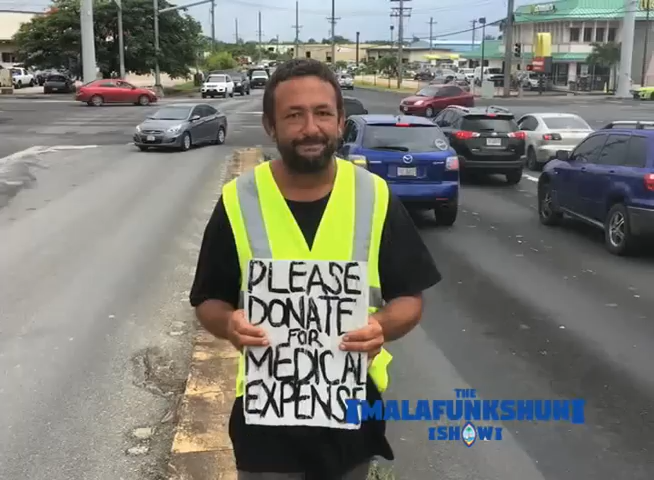 PLEASE
DONATE
FOR
MEDICAL
EXPENSE
THE
MALAFUNKSHUN
SHOW